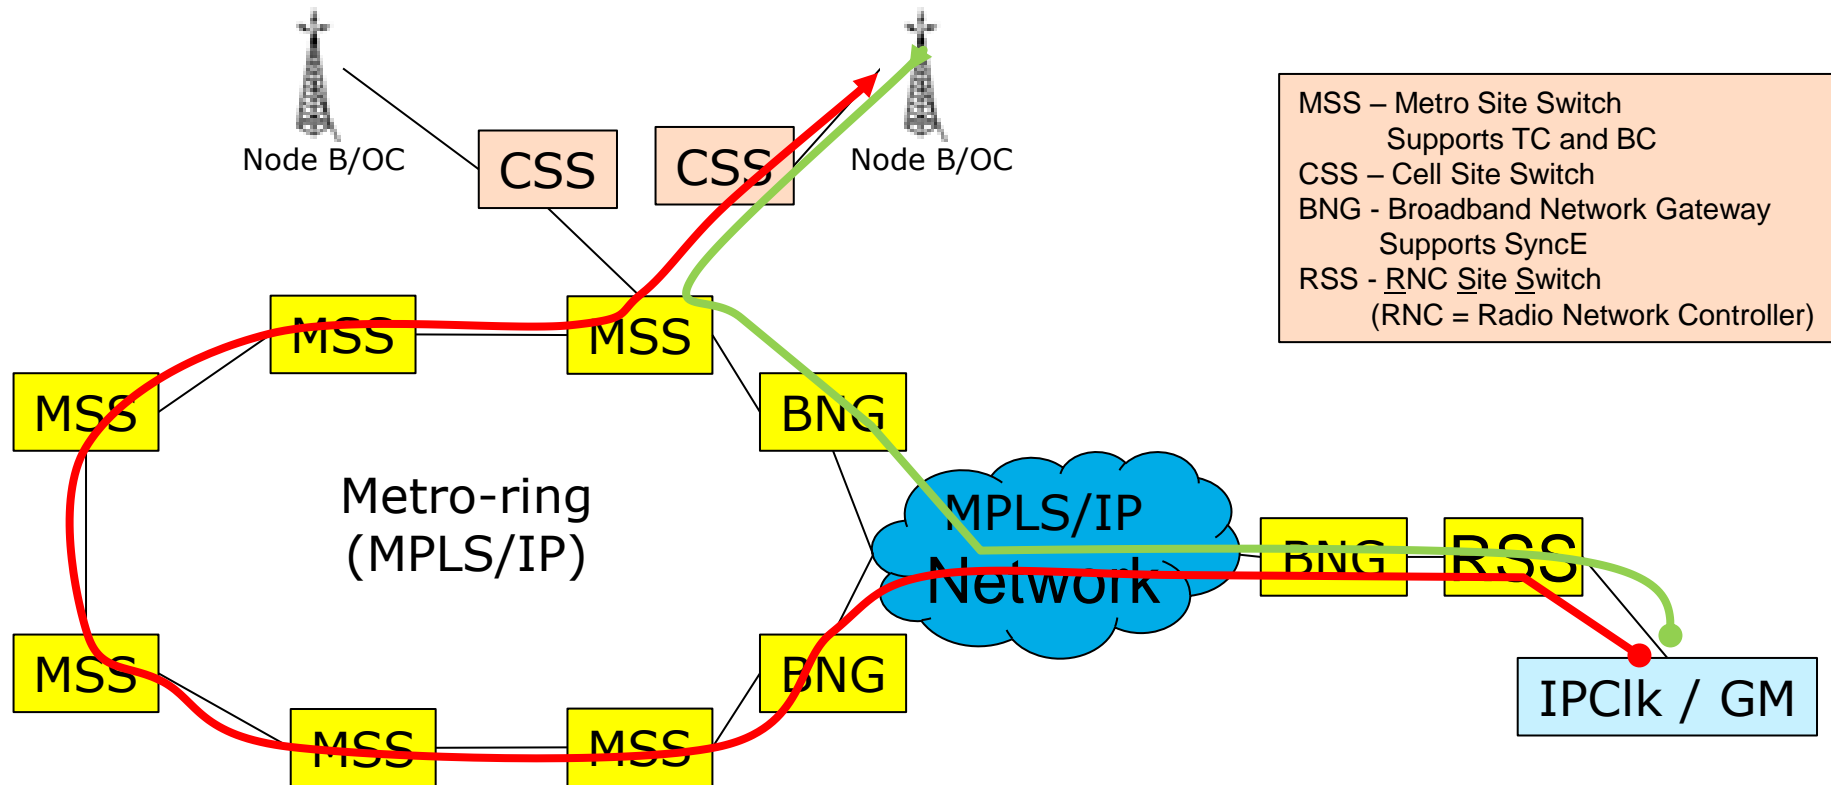 Node B/OC
CSS
CSS
Node B/OC
MSS – Metro Site Switch
Supports TC and BC
CSS – Cell Site Switch
BNG - Broadband Network Gateway
Supports SyncE
RSS - RNC Site Switch
(RNC = Radio Network Controller)
MSS
MSS
MSS
BNG
Metro-ring
(MPLS/IP)
MPLS/IP
Network
BNG
RSS
MSS
BNG
IPClk / GM
MSS
MSS